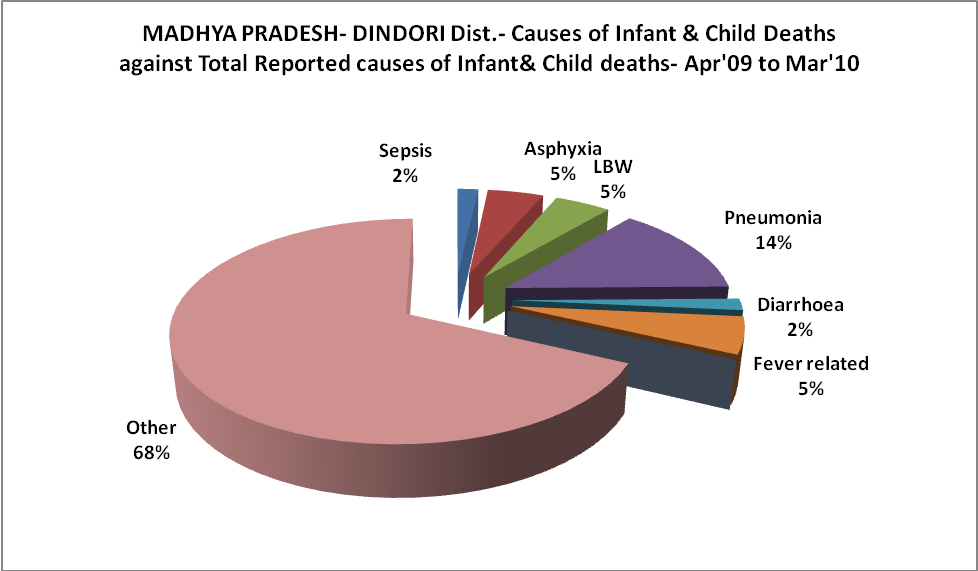 MADHYA PRADESH- DINDORI Dist.- Causes of Infant & Child Deaths
against Total Reported causes of Infant& Child deaths- Apr'09 to Mar'10
Sepsis
2%
Asphyxia
5%
LBW
5%
Pneumonia
14%
Diarrhoea
2%
Fever related
5%
Other
68%